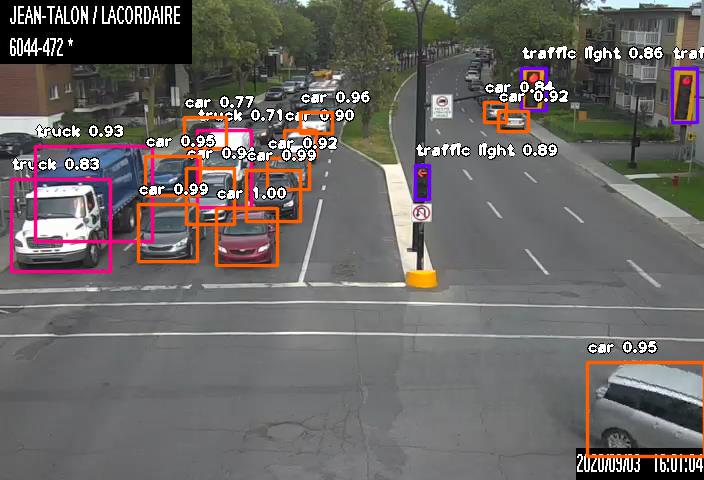 JEAN-TALON / LACORDAIRE
6044-472 *
traffic light 0.86
traf
car 0.84
car 0.92
car 0.96
car 0.77
truck 0.71
0.90
truck 0.93
car 0.95
car 0.92
0.99
truck 0.83
car 0.99
car 1.00
traffic light 0.89
car 0.95
2020/09/03 16:01:04